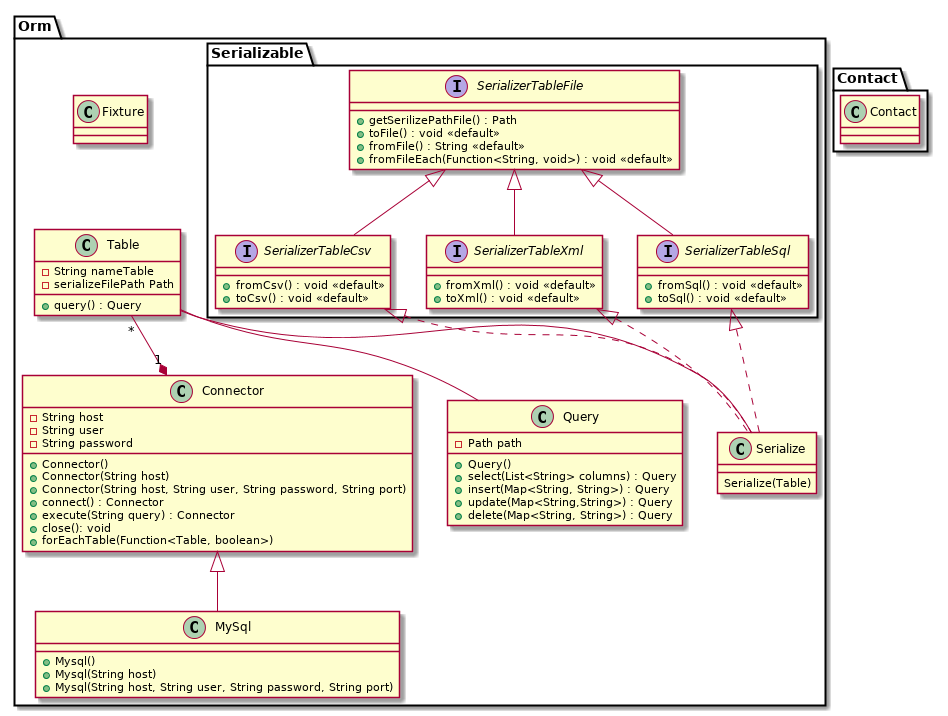 Orm
Serializable
I SerializerTableFile
getSerilizePathFile() : Path
toFile() : void «default»
fromFile() : String «default»
fromFileEach(Function<String, void>) : void «default»
Contact
C Contact
C Fixture
C Table
String nameTable
serializeFilePath Path
query() : Query
I SerializerTableCsv
fromCsv() : void «default»
toCsv() : void «default»
I SerializerTableXml
fromXml() : void «default»
toXml() : void «default»
I SerializerTableSql
fromSql() : void «default»
toSql() : void «default»
*
1
C Connector
String host
String user
String password
Connector()
Connector(String host)
Connector(String host, String user, String password, String port)
connect() : Connector
execute(String query) : Connector
close(): void
forEachTable(Function<Table, boolean>)
C Query
Path path
Query()
select(List<String> columns) : Query
insert(Map<String, String>) : Query
update(Map<String,String>) : Query
delete(Map<String, String>) : Query
C Serialize
Serialize(Table)
C MySql
Mysql()
Mysql(String host)
Mysql(String host, String user, String password, String port)